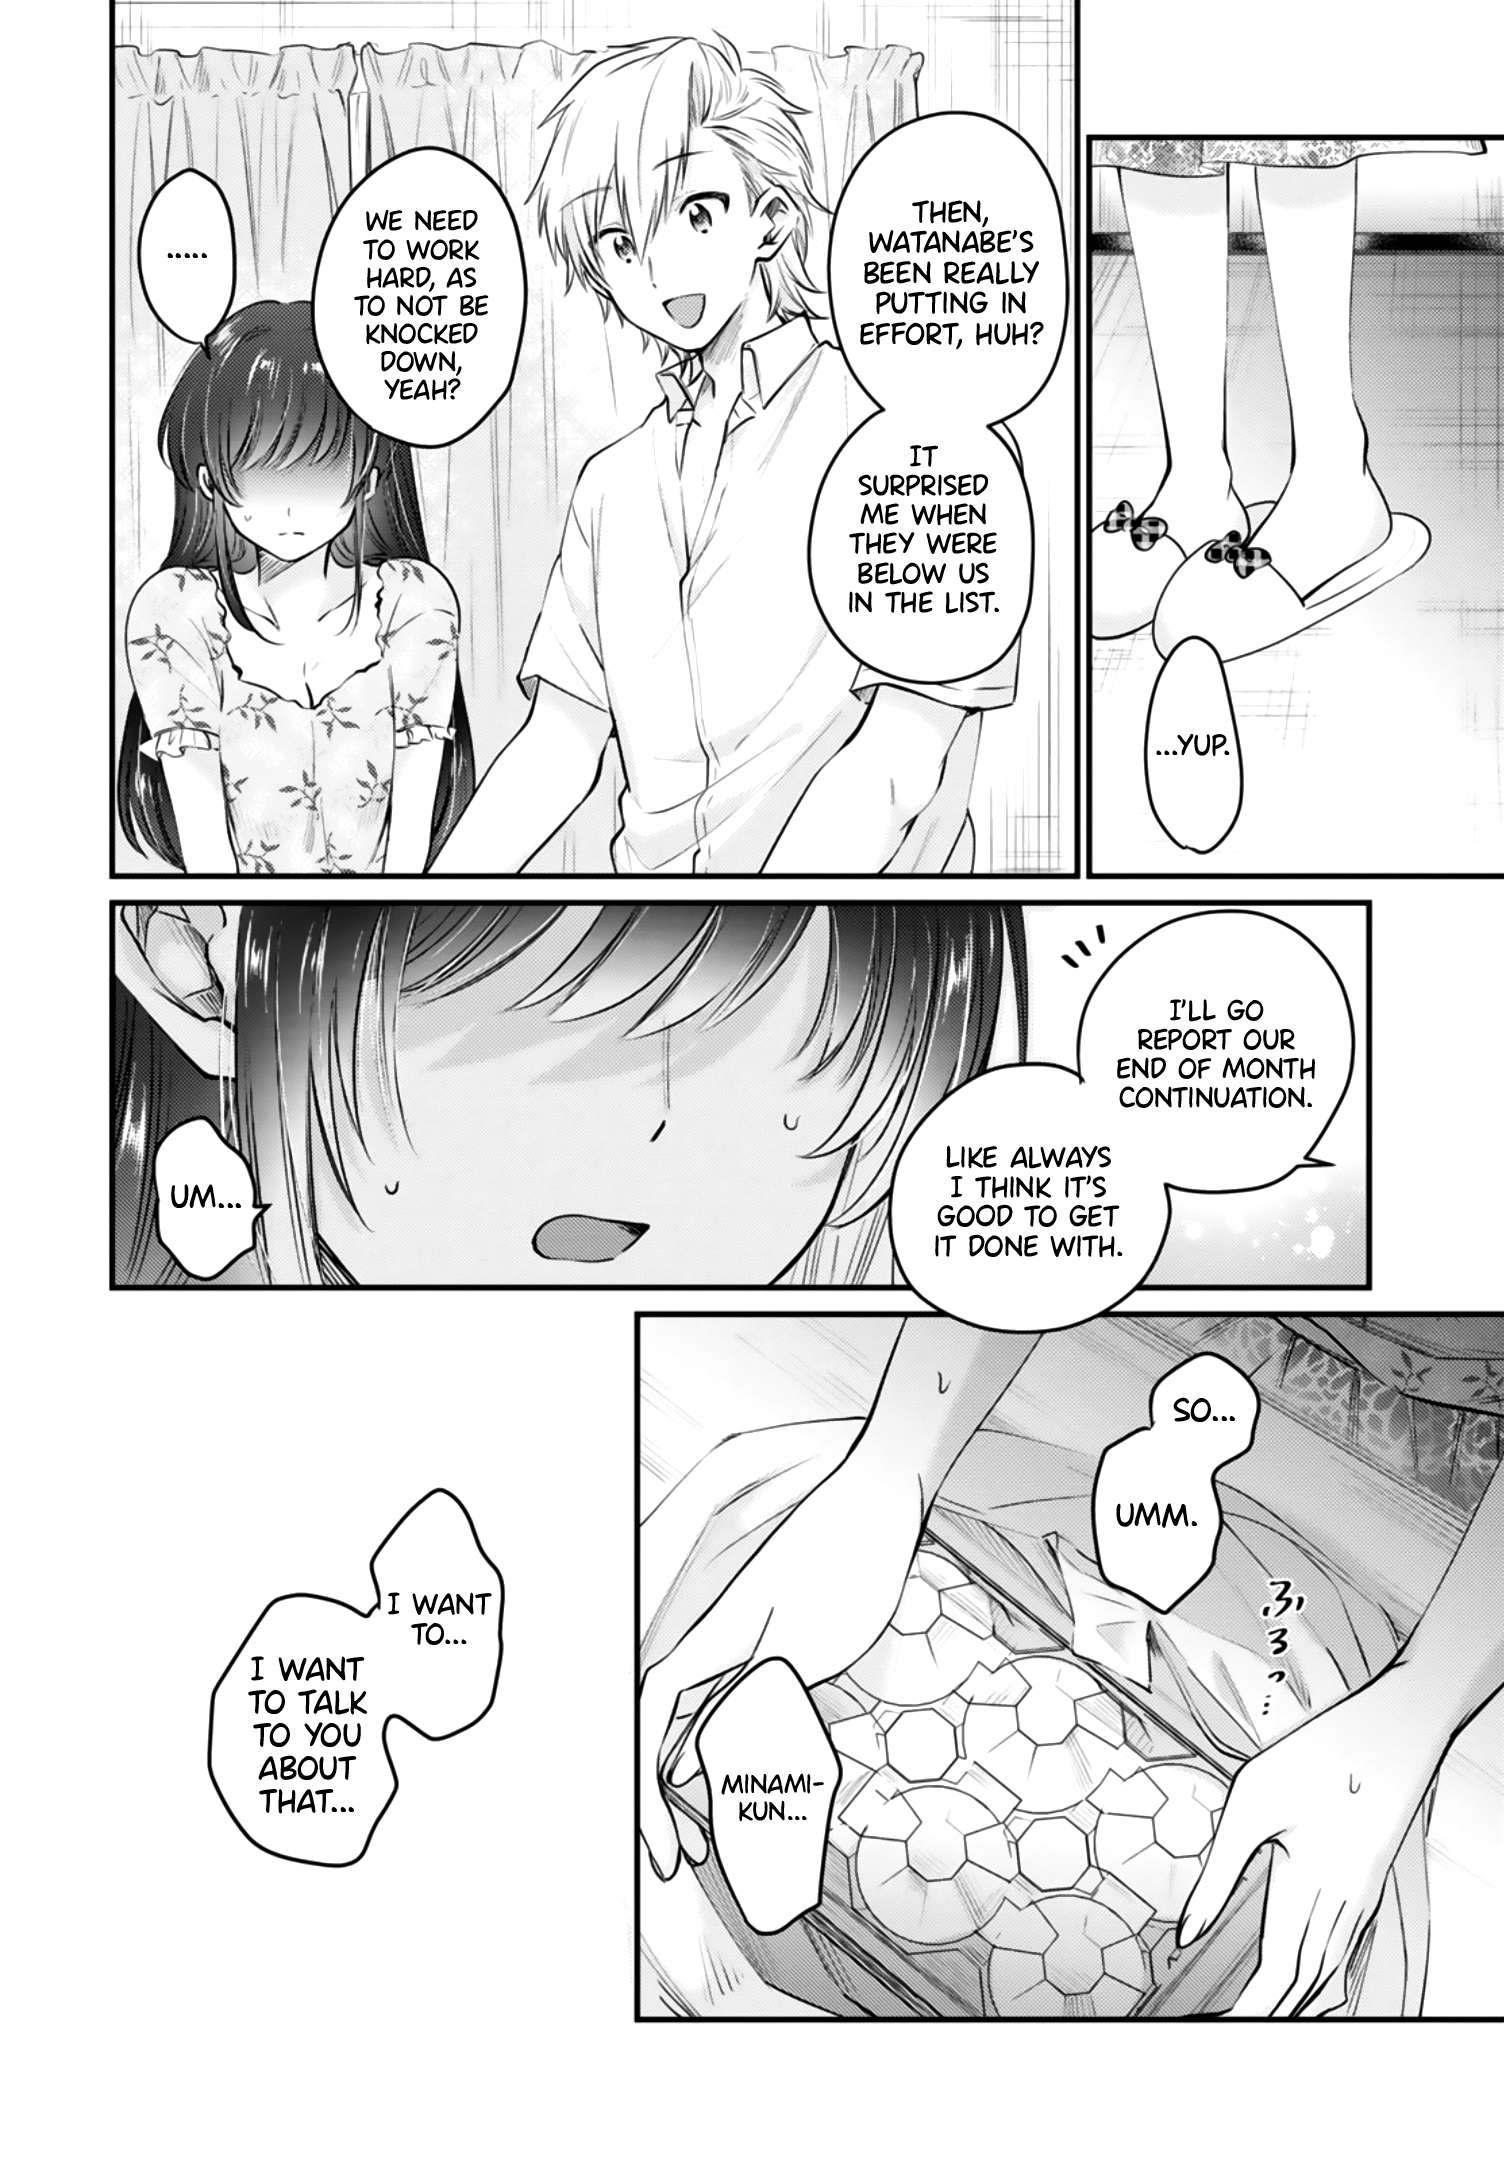 ...YUP.
THEN,
WATANABE'S
BEEN REALLY
PUTTING IN
EFFORT, HUH?
IT
SURPRISED
ME WHEN
THEY WERE
BELOW US
IN THE LIST.
WE NEED
TO WORK
HARD, AS
TO NOT BE
KNOCKED
DOWN,
YEAH?
.....
I'LL GO
REPORT OUR
END OF MONTH
CONTINUATION.
LIKE ALWAYS
I THINK IT'S
GOOD TO GET
IT DONE WITH.
UM...
SO...
UMM.
ふるっ…
MINAMI-
KUN...
I WANT
TO...
I WANT
TO TALK
TO YOU
ABOUT
THAT...